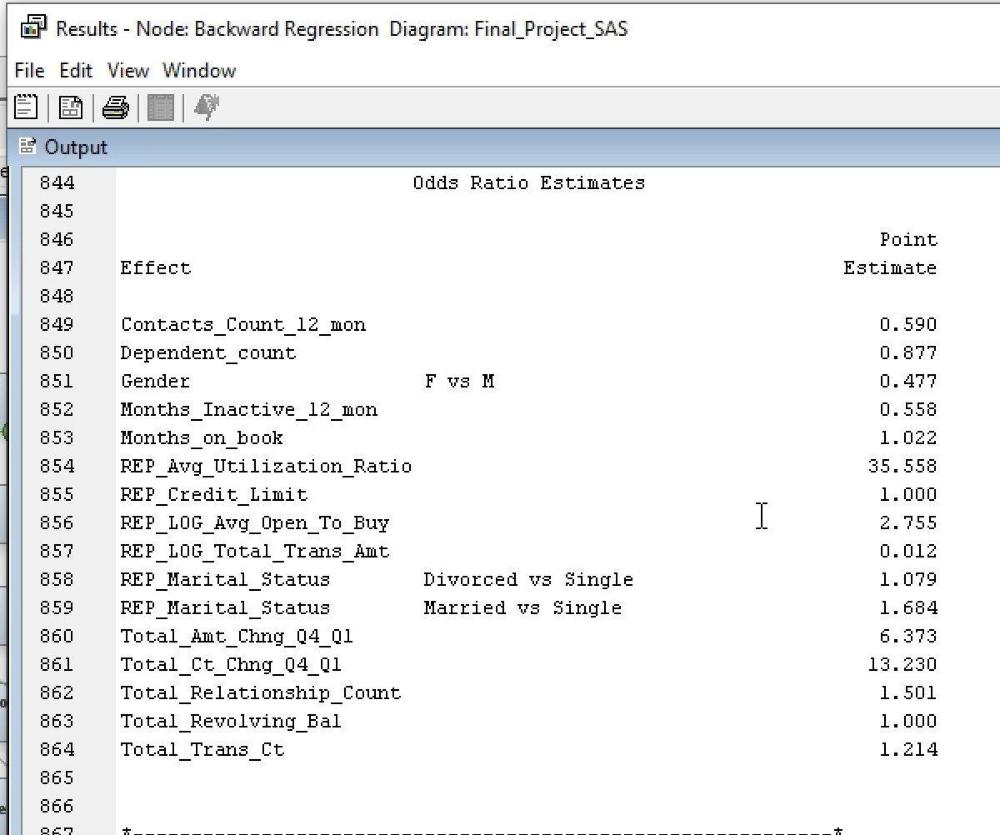 Results - Node: Backward Regression Diagram: Final_Project_SAS
File Edit View Window
Output
844 Odds Ratio Estimates
845
846 Point
847 Effect Estimate
848
849 Contacts_Count_12_mon 0.590
850 Dependent_count 0.877
851 Gender F vs M 0.477
852 Months_Inactive_12_mon 0.558
853 Months_on_book 1.022
854 REP_Avg_Utilization_Ratio 35.558
855 REP_Credit_Limit 1.000
856 REP_LOG_Avg_Open_To_Buy 2.755
857 REP_LOG_Total_Trans_Amt 0.012
858 REP_Marital_Status Divorced vs Single 1.079
859 REP_Marital_Status Married vs Single 1.684
860 Total_Amt_Chng_Q4_Q1 6.373
861 Total_Ct_Chng_Q4_Q1 13.230
862 Total_Relationship_Count 1.501
863 Total_Revolving_Bal 1.000
864 Total_Trans_Ct 1.214
865
866
867 *--------------------------------------------------------------*